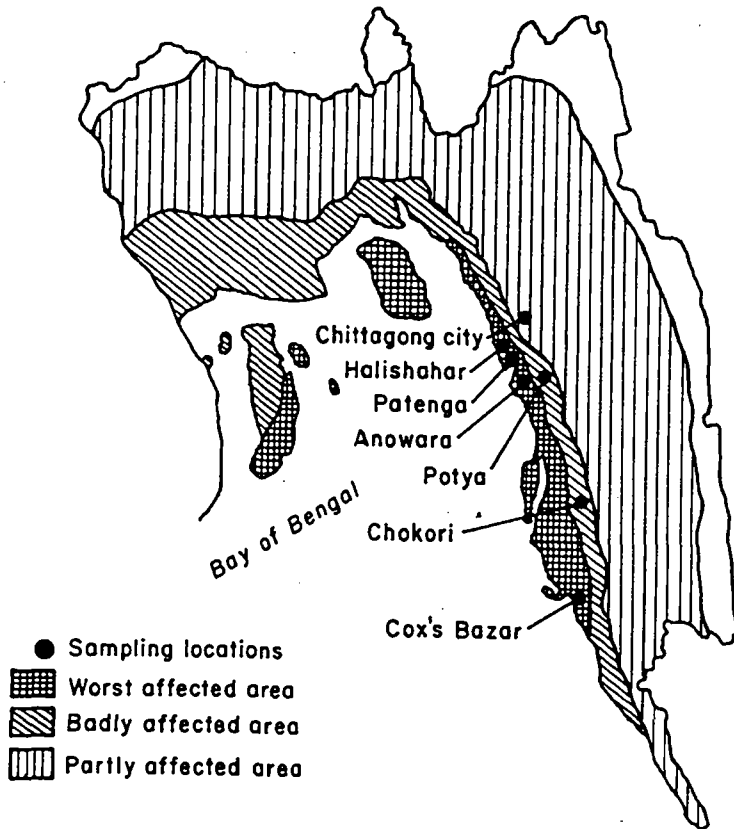 Chittagong city
Halishahar
Patenga
Anowara
Potya
Chokori
Bay of Bengal
Cox's Bazar
Sampling locations
Worst affected area
Badly affected area
Partly affected area